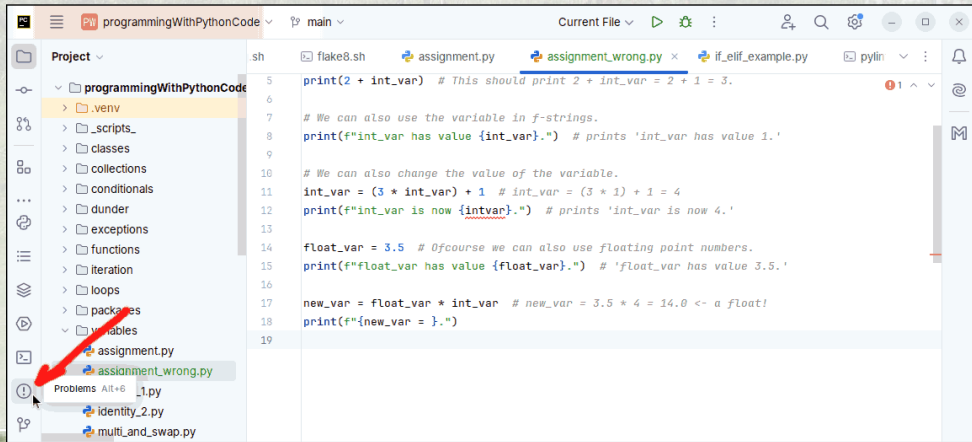 PC PW programmingWithPythonCode main Current File
Project
.sh flake8.sh assignment.py assignment_wrong.py if_elif_example.py pylin
programmingWithPythonCode
.venv
_scripts_
classes
collections
conditionals
dunder
exceptions
functions
iteration
loops
packages
variables
assignment.py
assignment_wrong.py
_1.py
identity_2.py
multi_and_swap.py
Problems Alt+6
1
5 print(2 + int_var) # This should print 2 + int_var = 2 + 1 = 3.
6
7 # We can also use the variable in f-strings.
8 print(f"int_var has value {int_var}.") # prints 'int_var has value 1.'
9
10 # We can also change the value of the variable.
11 int_var = (3 * int_var) + 1 # int_var = (3 * 1) + 1 = 4
12 print(f"int_var is now {intvar}.") # prints 'int_var is now 4.'
13
14 float_var = 3.5 # Ofcourse we can also use floating point numbers.
15 print(f"float_var has value {float_var}.") # 'float_var has value 3.5.'
16
17 new_var = float_var * int_var # new_var = 3.5 * 4 = 14.0 <- a float!
18 print(f"{new_var = }.")
19